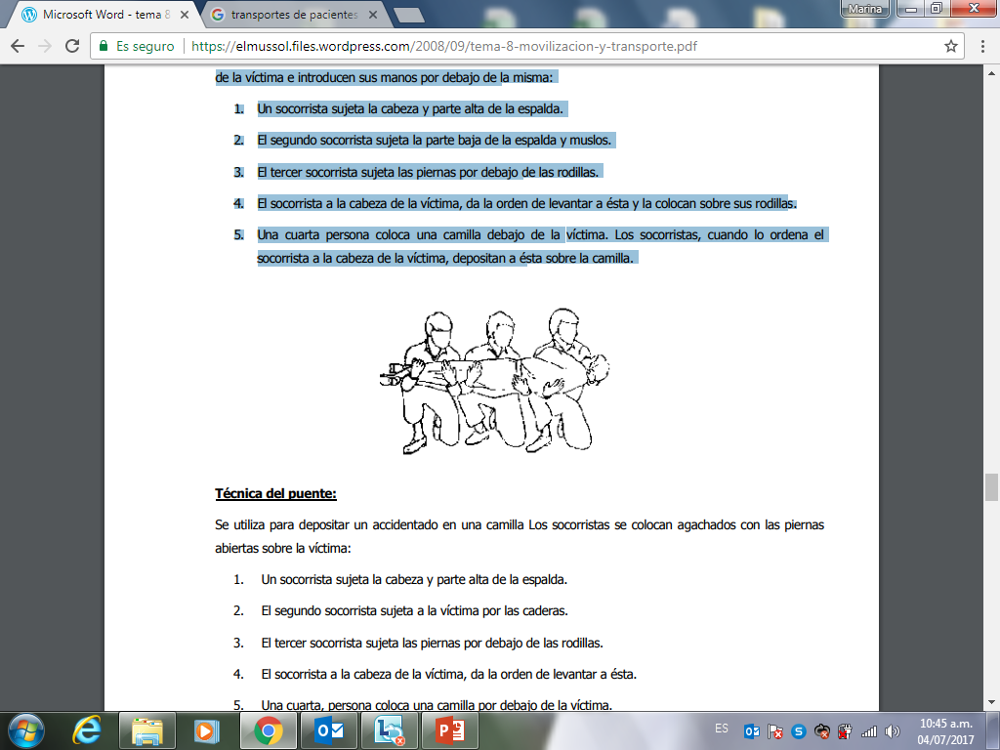 Microsoft Word - tema 8
transportes de pacientes
Marina
Es seguro
https://elmussol.files.wordpress.com/2008/09/tema-8-movilizacion-y-transporte.pdf
de la víctima e introducen sus manos por debajo de la misma:
1. Un socorrista sujeta la cabeza y parte alta de la espalda.
2. El segundo socorrista sujeta la parte baja de la espalda y muslos.
3. El tercer socorrista sujeta las piernas por debajo de las rodillas.
4. El socorrista a la cabeza de la víctima, da la orden de levantar a ésta y la colocan sobre sus rodillas.
5. Una cuarta persona coloca una camilla debajo de la víctima. Los socorristas, cuando lo ordena el
socorrista a la cabeza de la víctima, depositan a ésta sobre la camilla.
Técnica del puente:
Se utiliza para depositar un accidentado en una camilla Los socorristas se colocan agachados con las piernas
abiertas sobre la víctima:
1. Un socorrista sujeta la cabeza y parte alta de la espalda.
2. El segundo socorrista sujeta a la víctima por las caderas.
3. El tercer socorrista sujeta las piernas por debajo de las rodillas.
4. El socorrista a la cabeza de la víctima, da la orden de levantar a ésta.
5. Una cuarta, persona coloca una camilla por debajo de la víctima.
ES
10:45 a.m.
04/07/2017